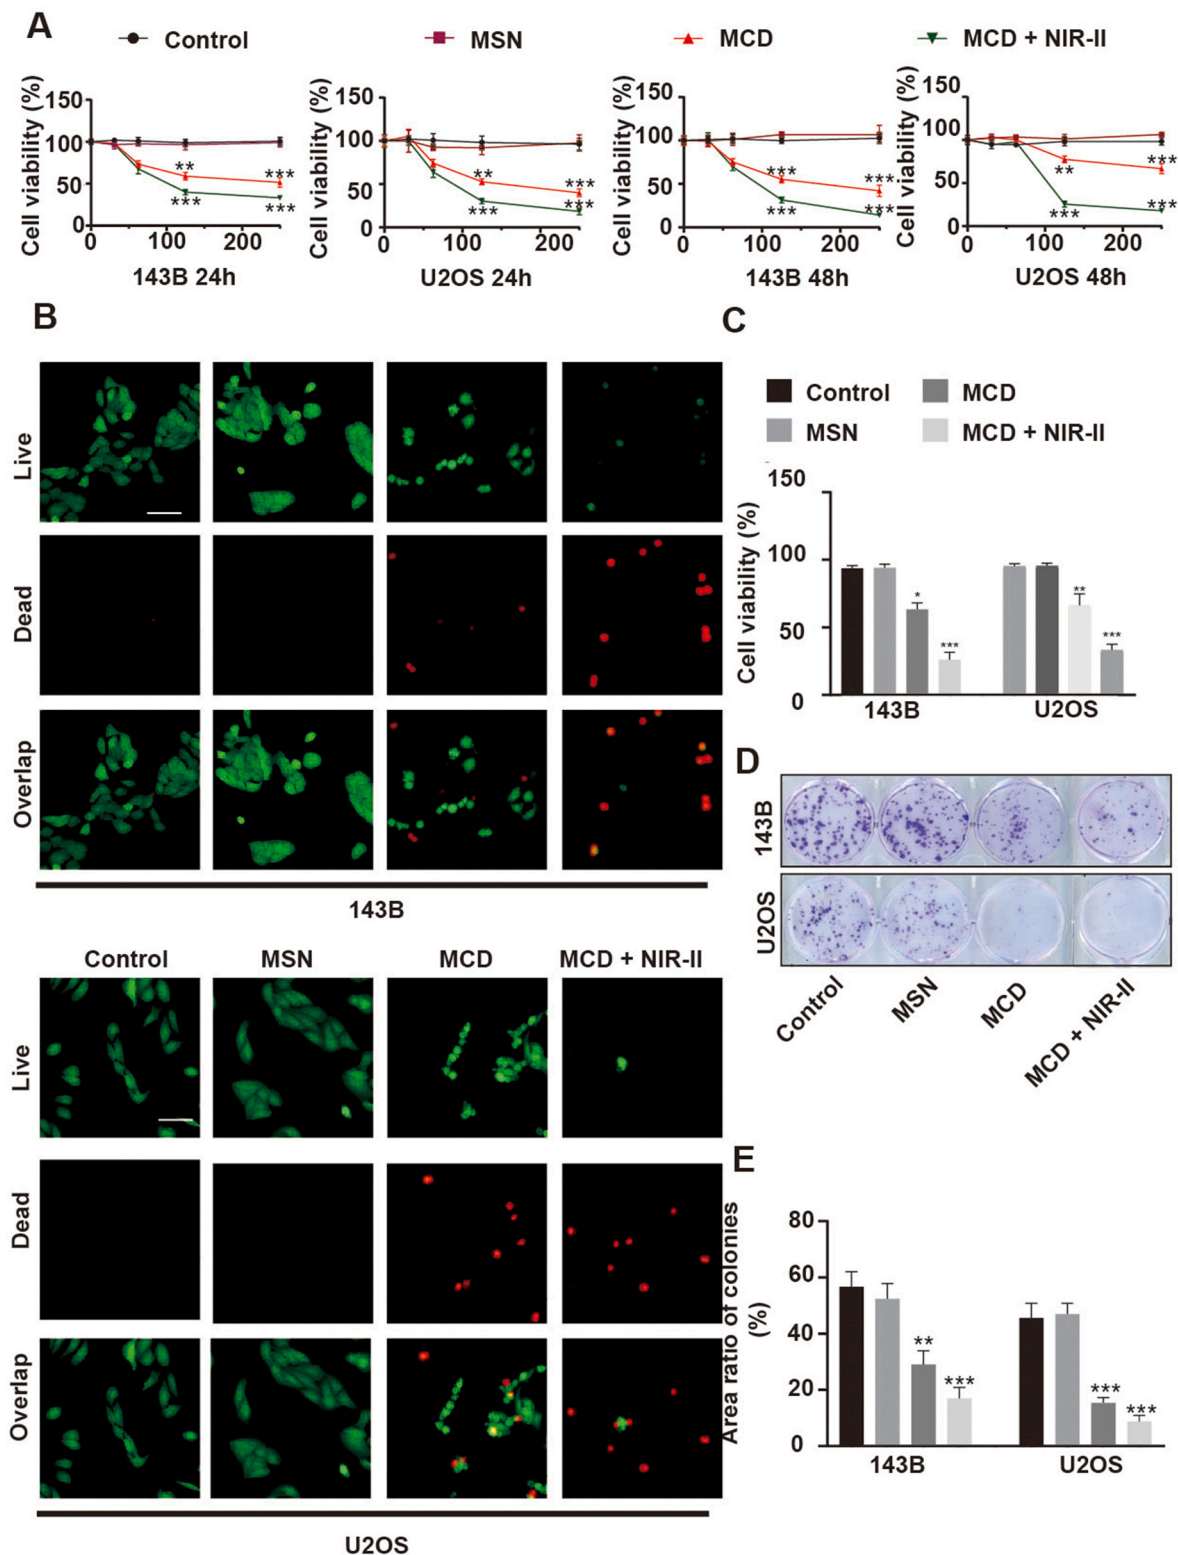 A
Control
MSN
MCD
MCD + NIR-II
Cell viability (%)
150
100
50
0
0
100
200
**
***
***
***
143B 24h
Cell viability (%)
150
100
50
0
0
100
200
**
***
***
***
U2OS 24h
Cell viability (%)
150
100
50
0
0
100
200
***
***
***
***
143B 48h
Cell viability (%)
150
100
50
0
0
100
200
**
***
***
***
U2OS 48h
B
Live
Dead
Overlap
143B
Control
MSN
MCD
MCD + NIR-II
Live
Dead
Overlap
U2OS
C
Control
MCD
MSN
MCD + NIR-II
Cell viability (%)
150
100
50
0
*
***
**
***
143B
U2OS
D
143B
U2OS
Control
MSN
MCD
MCD + NIR-II
E
Area ratio of colonies
(%)
80
60
40
20
0
**
***
***
***
143B
U2OS